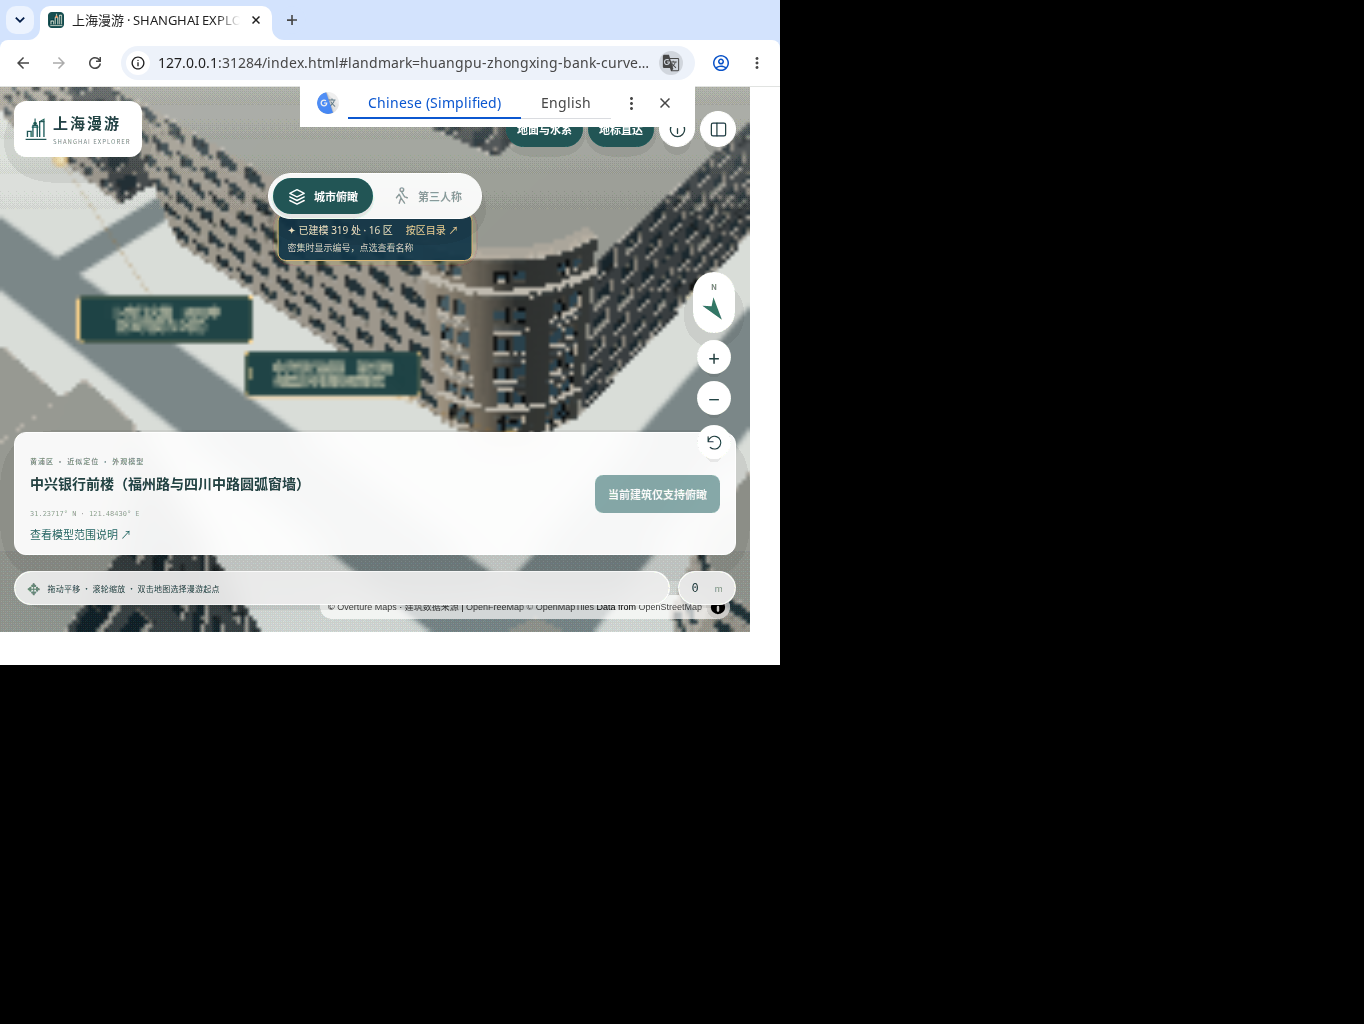 上海漫游 · SHANGHAI EXPLO
127.0.0.1:31284/index.html#landmark=huangpu-zhongxing-bank-curve...
Chinese (Simplified)
English
上海漫游
SHANGHAI EXPLORER
地面与水系
地标直达
城市俯瞰
第三人称
✦ 已建模 319 处 · 16 区 按区目录 ↗
密集时显示编号，点选查看名称
N
+
−
黄浦区 · 近似定位 · 外观模型
中兴银行前楼（福州路与四川中路圆弧窗墙）
31.23717° N · 121.48430° E
查看模型范围说明 ↗
当前建筑仅支持俯瞰
拖动平移 · 滚轮缩放 · 双击地图选择漫游起点
0 m
© Overture Maps · 建筑数据来源 | OpenFreeMap © OpenMapTiles Data from OpenStreetMap